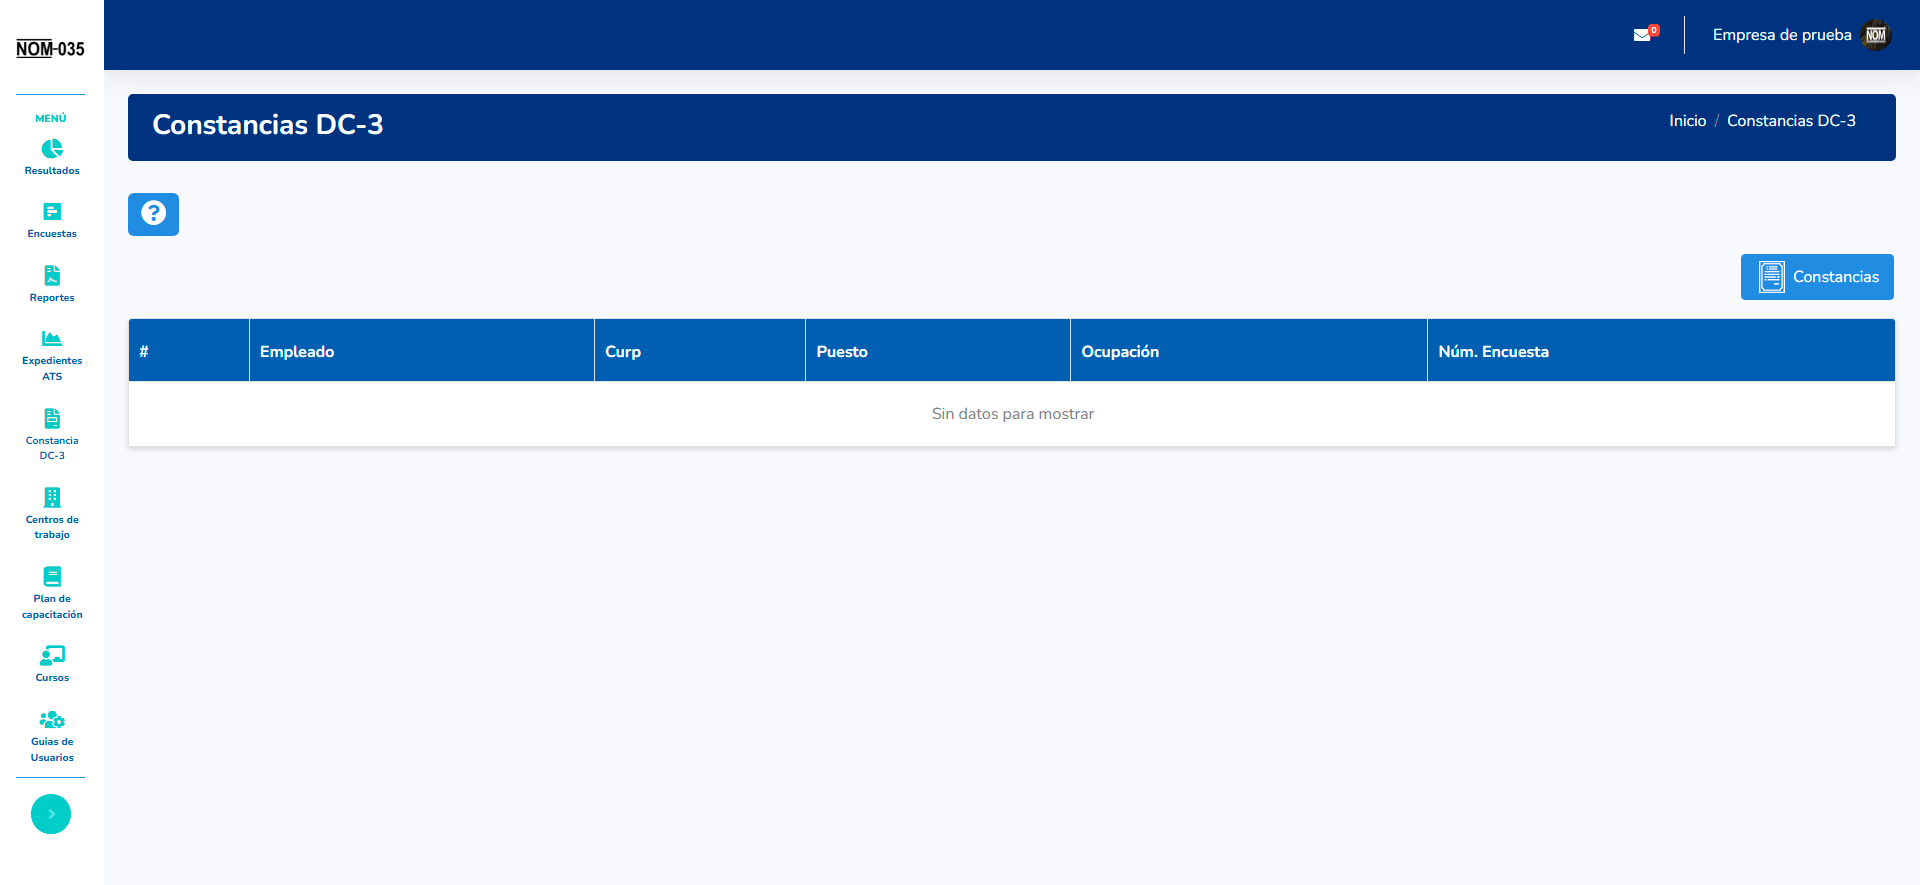 NOM-035
0
Empresa de prueba
NOM
MENÚ
Resultados
Encuestas
Reportes
Expedientes
ATS
Constancia
DC-3
Centros de
trabajo
Plan de
capacitación
Cursos
Guias de
Usuarios
Constancias DC-3
Inicio / Constancias DC-3
?
Constancias
# Empleado Curp Puesto Ocupación Núm. Encuesta
Sin datos para mostrar